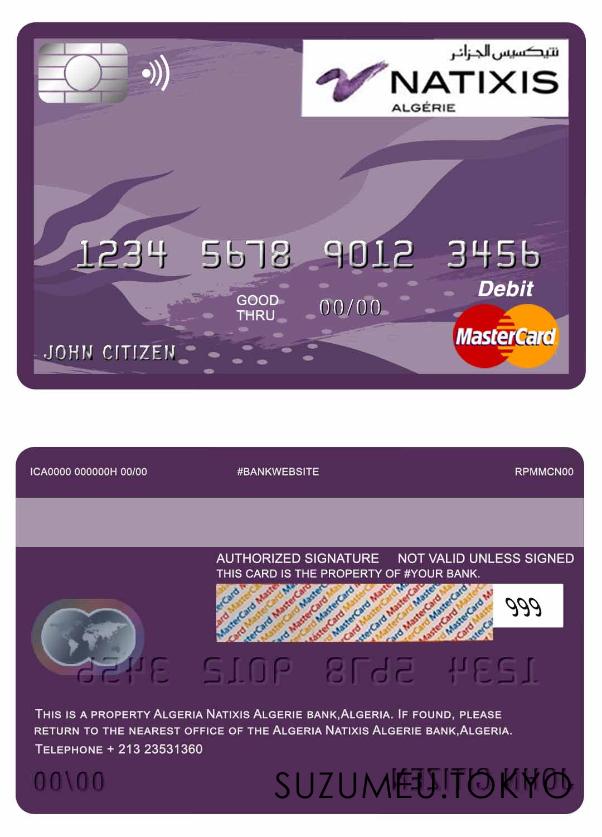 نتيكسيس الجزائر
NATIXIS
ALGÉRIE
1234 5678 9012 3456
GOOD
THRU
00/00
Debit
MasterCard
JOHN CITIZEN
ICA0000 000000H 00/00 #BANKWEBSITE RPMMCN00
AUTHORIZED SIGNATURE NOT VALID UNLESS SIGNED
THIS CARD IS THE PROPERTY OF #YOUR BANK.
MasterCard
999
1234 5678 9012 3456
THIS IS A PROPERTY ALGERIA NATIXIS ALGERIE BANK,ALGERIA. IF FOUND, PLEASE
RETURN TO THE NEAREST OFFICE OF THE ALGERIA NATIXIS ALGERIE BANK,ALGERIA.
TELEPHONE + 213 23531360
00/00
JOHN CITIZEN
SUZUMEU.TOKYO